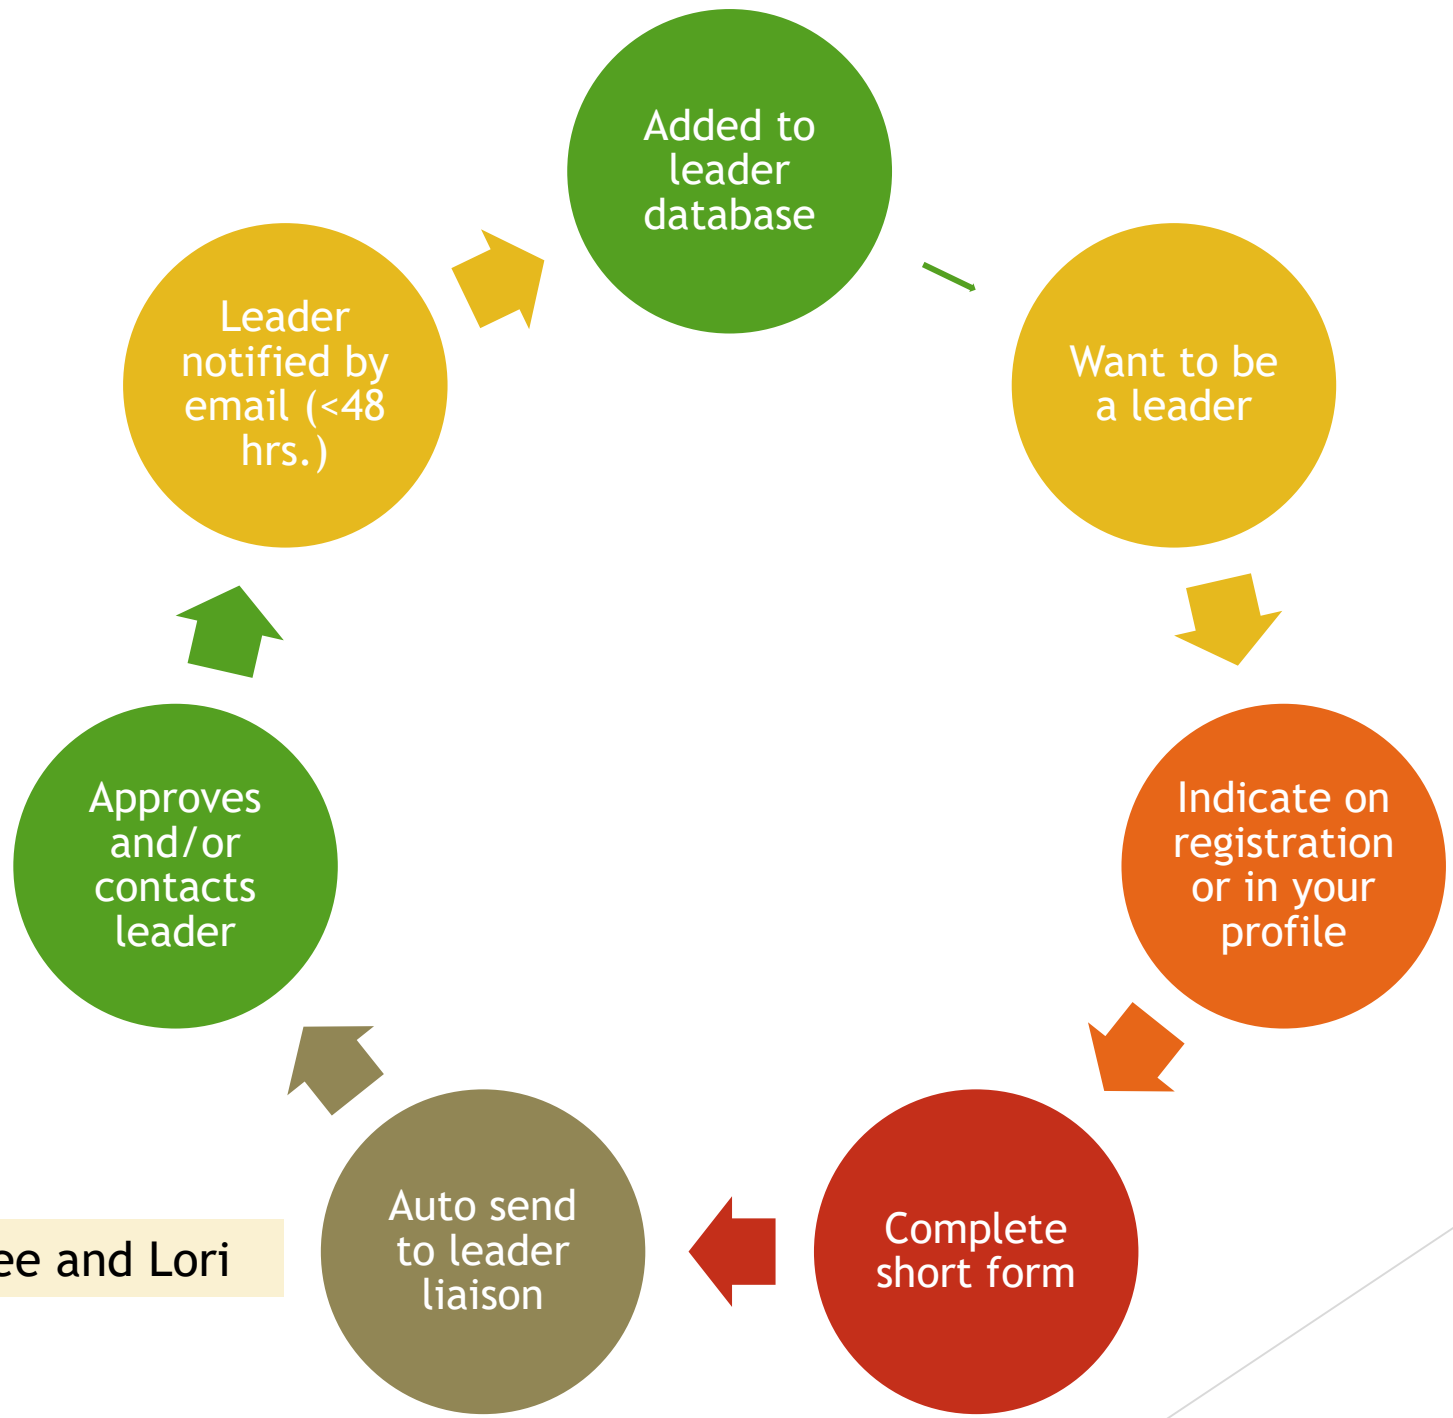 Added to
leader
database
Want to be
a leader
Indicate on
registration
or in your
profile
Complete
short form
Auto send
to leader
liaison
and Lori
Approves
and/or
contacts
leader
Leader
notified by
email (<48
hrs.)